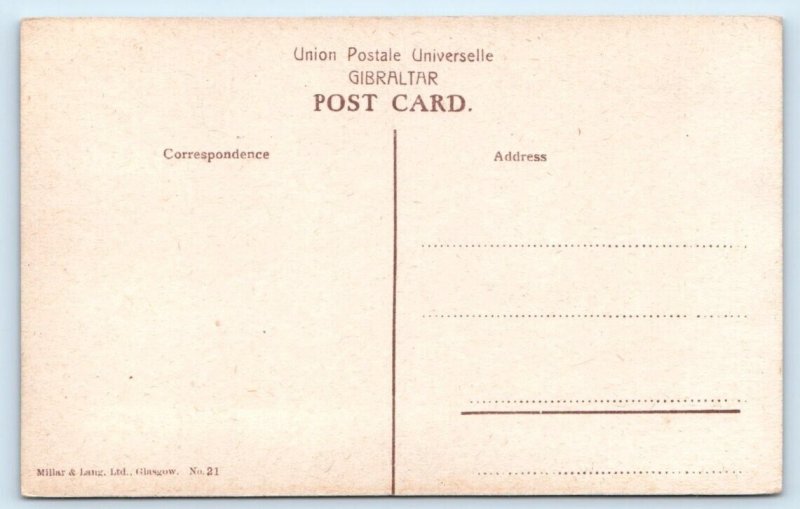 Union Postale Universelle
GIBRALTAR
POST CARD.
Correspondence
Address
Millar & Lang, Ltd., Glasgow. No. 21